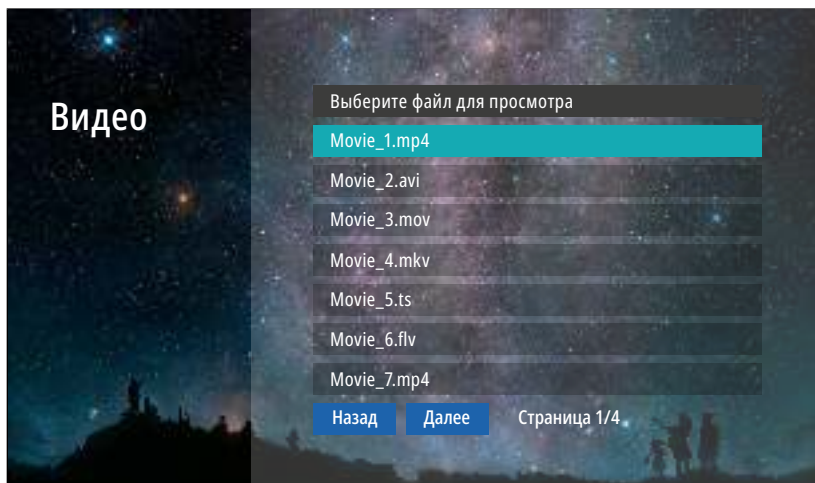 Видео
Выберите файл для просмотра
Movie_1.mp4
Movie_2.avi
Movie_3.mov
Movie_4.mkv
Movie_5.ts
Movie_6.flv
Movie_7.mp4
Назад Далее Страница 1/4